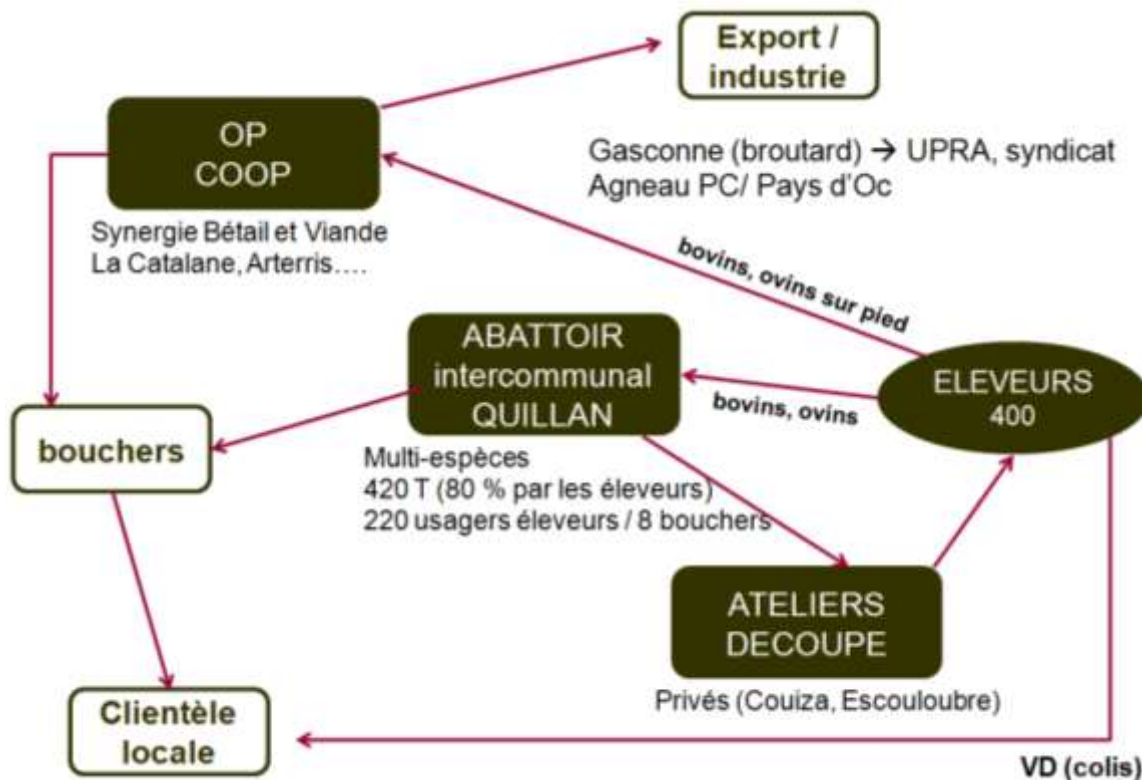 Export /
industrie
OP
COOP
Gasconne (broutard) → UPRA, syndicat
Agneau PC/ Pays d'Oc
Synergie Bétail et Viande
La Catalane, Arterris....
bovins, ovins sur pied
ABATTOIR
intercommunal
QUILLAN
ELEVEURS
400
bovins, ovins
bouchers
Multi-espèces
420 T (80 % par les éleveurs)
220 usagers éleveurs / 8 bouchers
ATELIERS
DECOUPE
Privés (Couiza, Escouloubre)
Clientèle
locale
VD (colis)